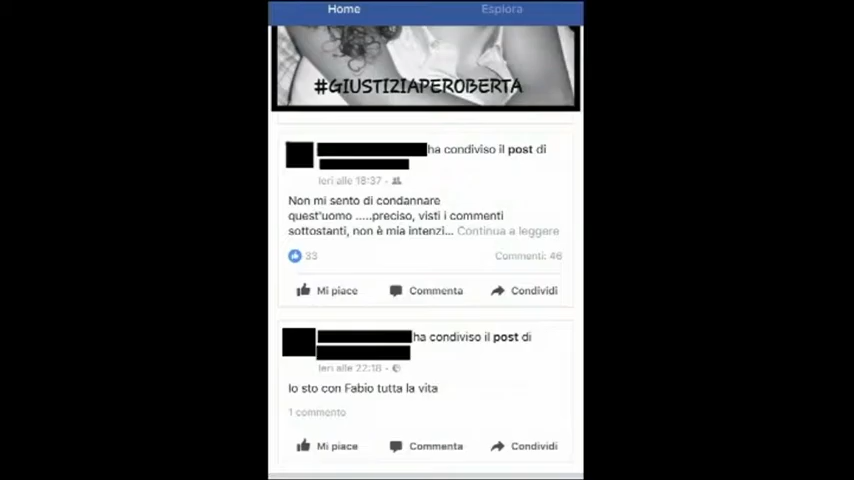 Home Esplora
#GIUSTIZIAPEROBERTA
ha condiviso il post di
Ieri alle 18:37 ·
Non mi sento di condannare
quest'uomo .....preciso, visti i commenti
sottostanti, non è mia intenzi... Continua a leggere
33 Commenti: 46
Mi piace Commenta Condividi
ha condiviso il post di
Ieri alle 22:18 ·
Io sto con Fabio tutta la vita
1 commento
Mi piace Commenta Condividi